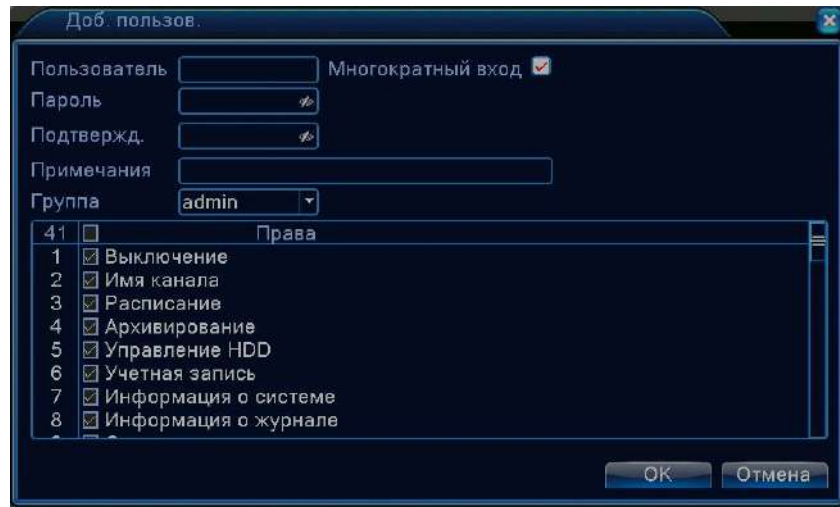 Доб. пользов.
Пользователь Многократный вход
Пароль
Подтвержд.
Примечания
Группа admin
41 Права
1 Выключение
2 Имя канала
3 Расписание
4 Архивирование
5 Управление HDD
6 Учетная запись
7 Информация о системе
8 Информация о журнале
OK Отмена